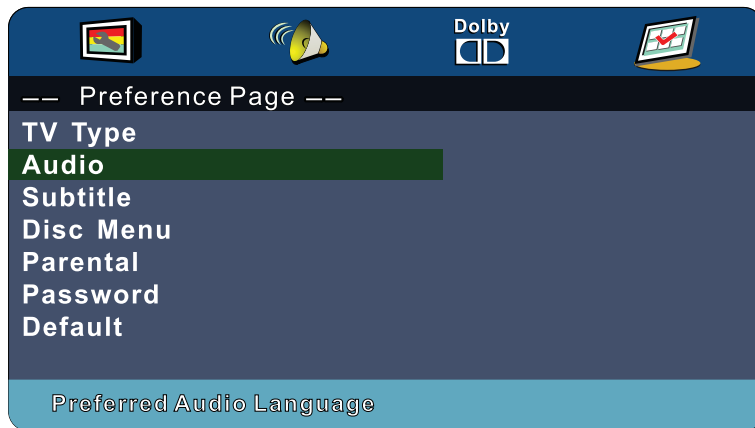 Dolby
-- Preference Page --
TV Type
Audio
Subtitle
Disc Menu
Parental
Password
Default
Preferred Audio Language